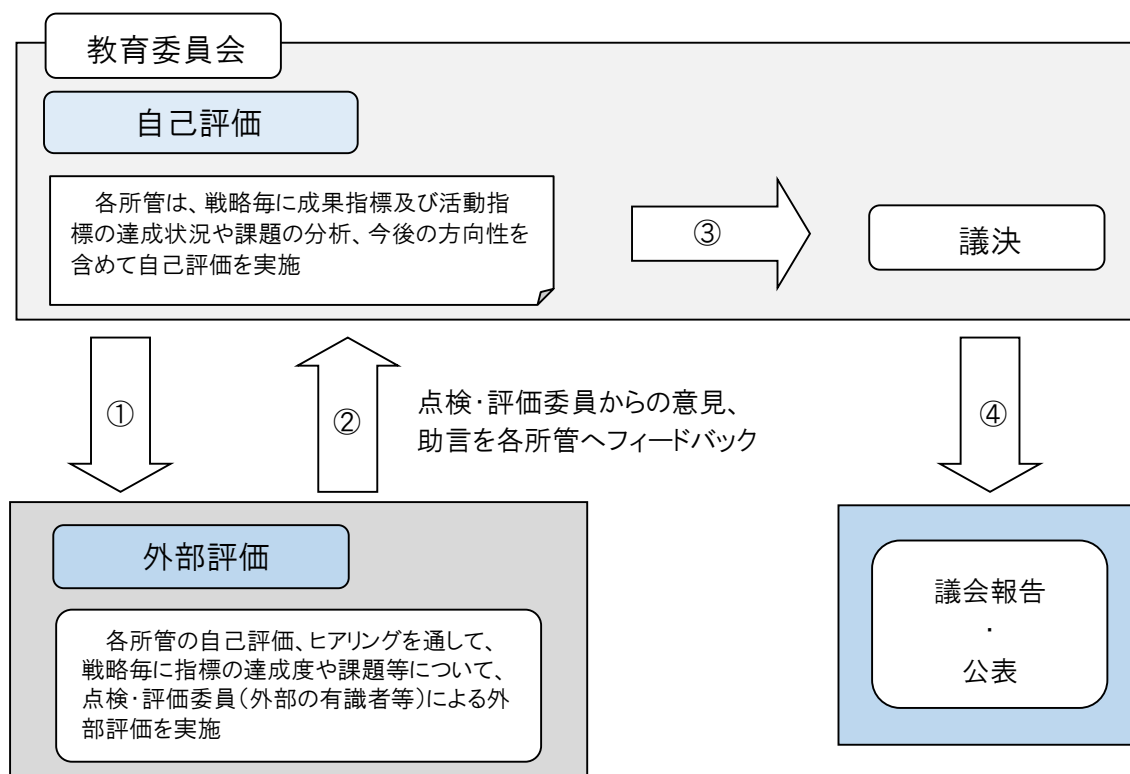 教育委員会
自己評価
各所管は、戦略毎に成果指標及び活動指
標の達成状況や課題の分析、今後の方向性を
含めて自己評価を実施
③
議決
①
②
点検・評価委員からの意見、
助言を各所管へフィードバック
④
外部評価
各所管の自己評価、ヒアリングを通して、
戦略毎に指標の達成度や課題等について、
点検・評価委員（外部の有識者等）による外
部評価を実施
議会報告
・
公表